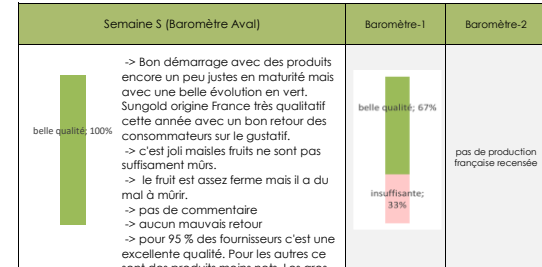 Semaine S (Baromètre Aval)
Baromètre-1
Baromètre-2
belle qualité; 100%
-> Bon démarrage avec des produits
encore un peu justes en maturité mais
avec une belle évolution en vert.
Sungold origine France très qualitatif
cette année avec un bon retour des
consommateurs sur le gustatif.
-> c'est joli maisles fruits ne sont pas
suffisament mûrs.
-> le fruit est assez ferme mais il a du
mal à mûrir.
-> pas de commentaire
-> aucun mauvais retour
-> pour 95 % des fournisseurs c'est une
excellente qualité. Pour les autres ce
belle qualité; 67%
insuffisante;
33%
pas de production
française recensée